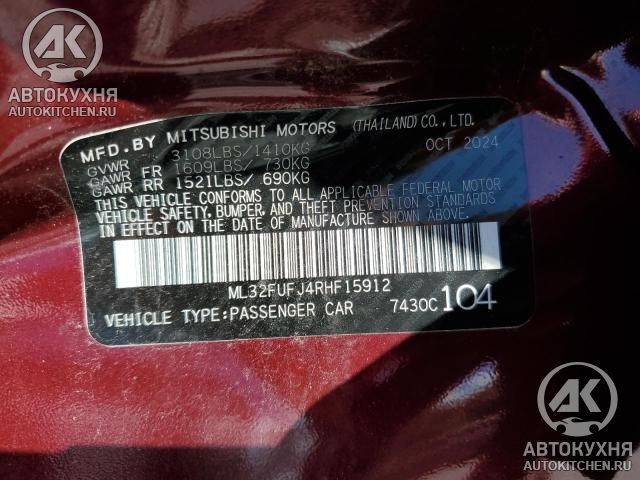 AK
АВТОКУХНЯ
AUTOKITCHEN.RU
MFD. BY MITSUBISHI MOTORS (THAILAND) CO., LTD.
GVWR 3108LBS/1410KG OCT 2024
GAWR FR 1609LBS/ 730KG
GAWR RR 1521LBS/ 690KG
THIS VEHICLE CONFORMS TO ALL APPLICABLE FEDERAL MOTOR
VEHICLE SAFETY, BUMPER, AND THEFT PREVENTION STANDARDS
IN EFFECT ON THE DATE OF MANUFACTURE SHOWN ABOVE.
ML32FUFJ4RHF15912
VEHICLE TYPE:PASSENGER CAR 7430C 104
AK
АВТОКУХНЯ
AUTOKITCHEN.RU